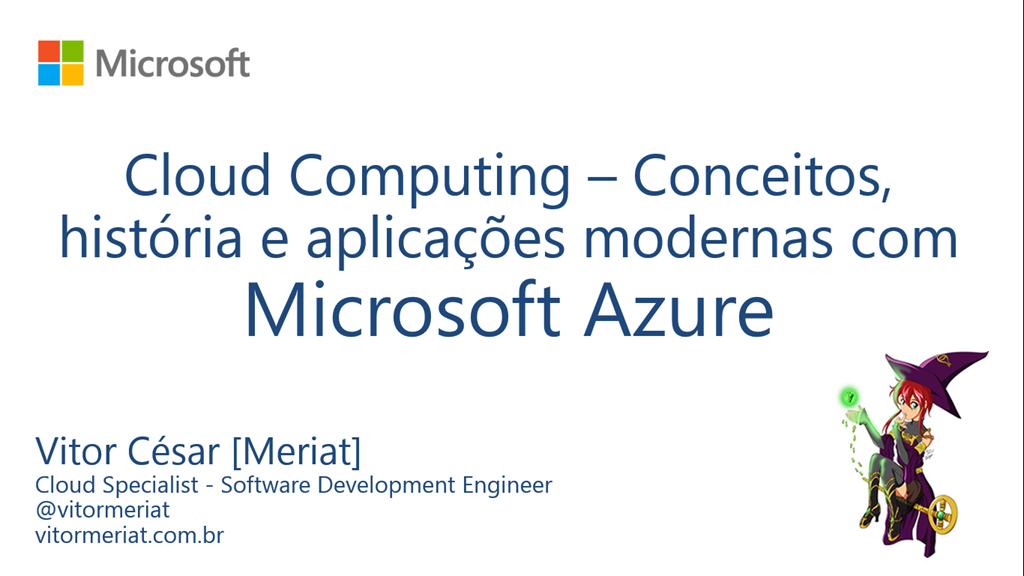 Microsoft
Cloud Computing – Conceitos,
história e aplicações modernas com
Microsoft Azure
Vitor César [Meriat]
Cloud Specialist - Software Development Engineer
@vitormeriat
vitormeriat.com.br